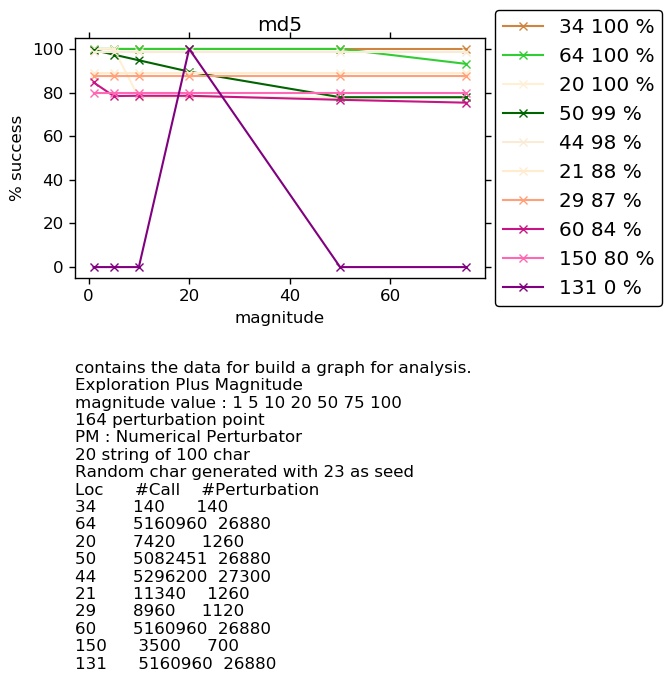 md5
100
80
60
40
20
0
% success
0
20
40
60
magnitude
34 100 %
64 100 %
20 100 %
50 99 %
44 98 %
21 88 %
29 87 %
60 84 %
150 80 %
131 0 %
contains the data for build a graph for analysis.
Exploration Plus Magnitude
magnitude value : 1 5 10 20 50 75 100
164 perturbation point
PM : Numerical Perturbator
20 string of 100 char
Random char generated with 23 as seed
Loc #Call #Perturbation
34 140 140
64 5160960 26880
20 7420 1260
50 5082451 26880
44 5296200 27300
21 11340 1260
29 8960 1120
60 5160960 26880
150 3500 700
131 5160960 26880